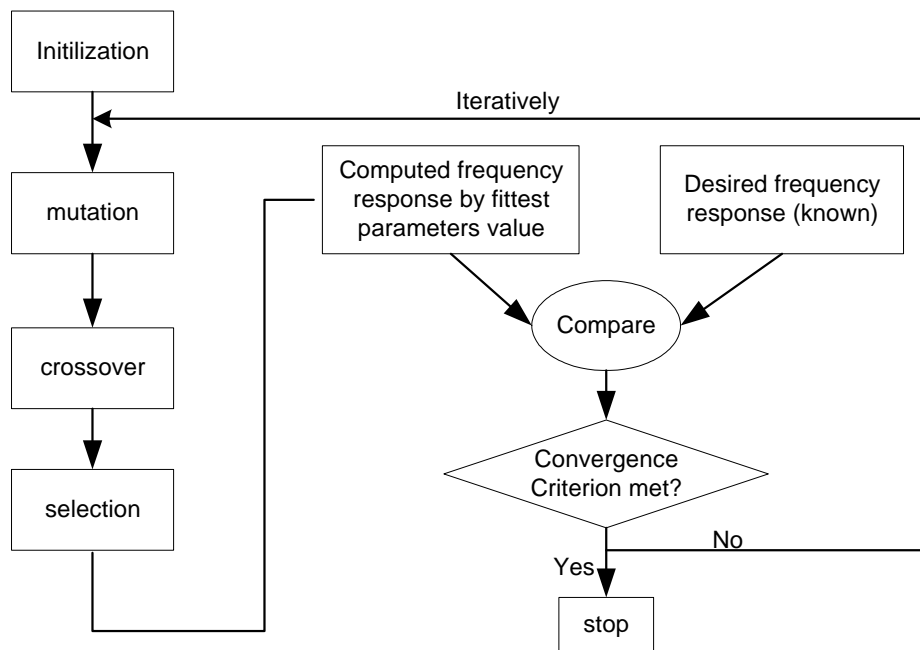 Initilization
Iteratively
mutation
crossover
selection
Computed frequency
response by fittest
parameters value
Desired frequency
response (known)
Compare
Convergence
Criterion met?
No
Yes
stop